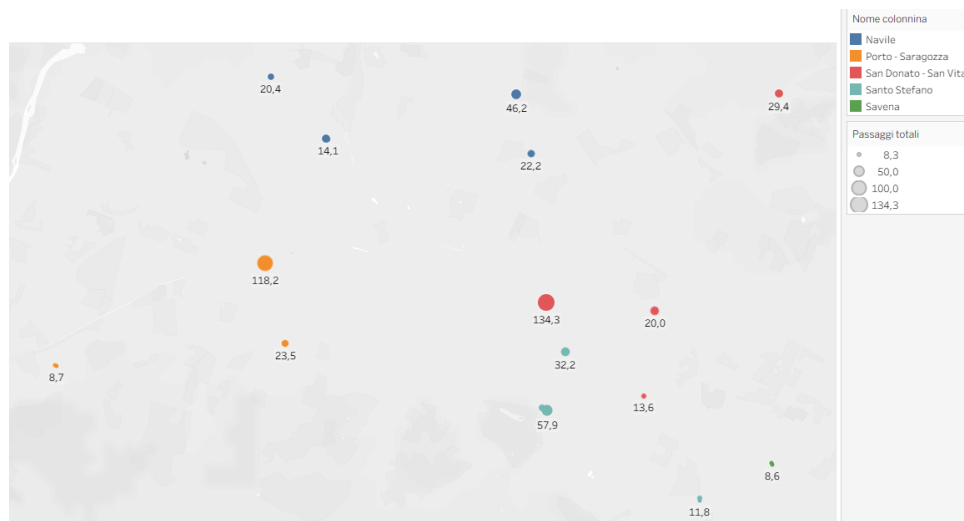 Nome colonnina
Navile
Porto - Saragozza
San Donato - San Vita
Santo Stefano
Savena
Passaggi totali
8,3
50,0
100,0
134,3
20,4
46,2
29,4
14,1
22,2
118,2
134,3
20,0
23,5
32,2
8,7
13,6
57,9
8,6
11,8